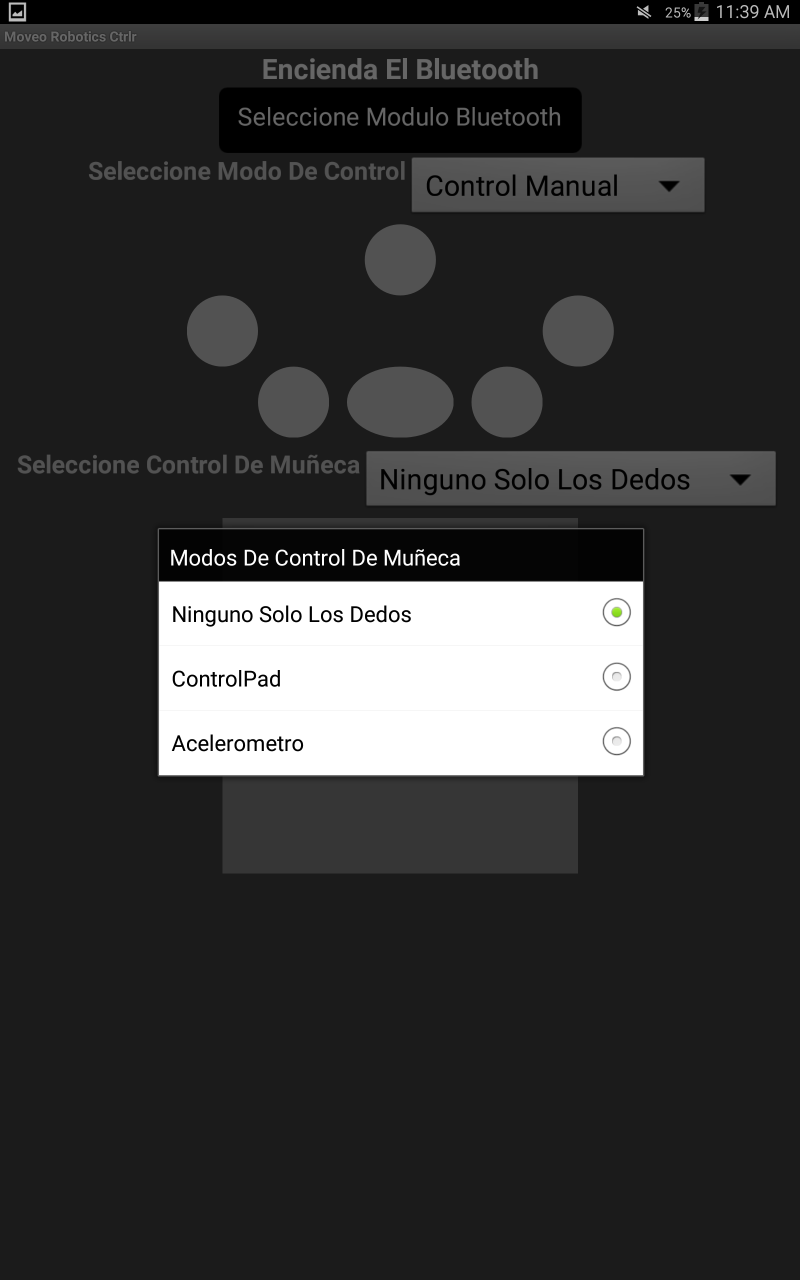 25% 11:39 AM
Moveo Robotics Ctrlr
Encienda El Bluetooth
Seleccione Modulo Bluetooth
Seleccione Modo De Control Control Manual
Seleccione Control De Muñeca Ninguno Solo Los Dedos
Modos De Control De Muñeca
Ninguno Solo Los Dedos
ControlPad
Acelerometro